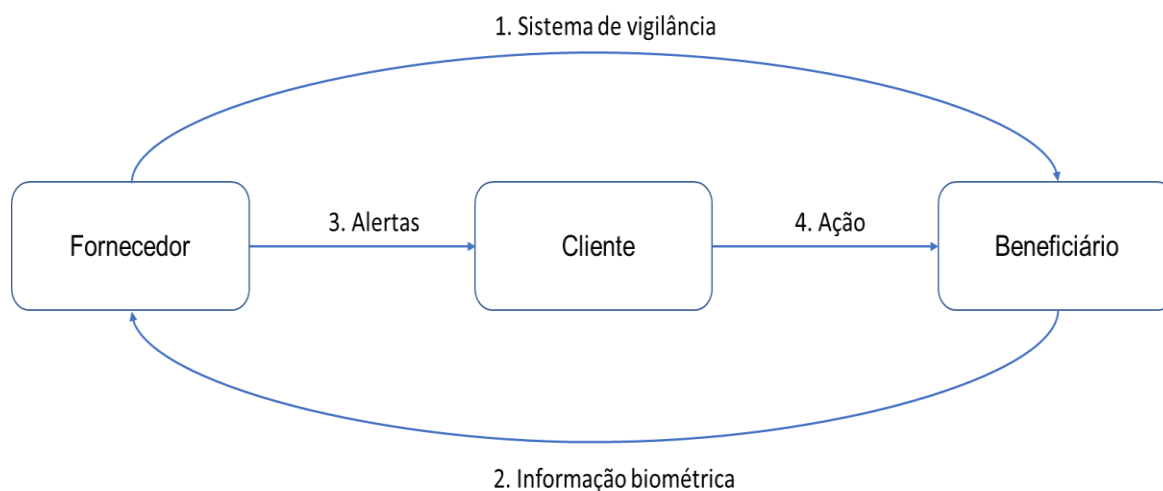 1. Sistema de vigilância
Fornecedor
3. Alertas
Cliente
4. Ação
Beneficiário
2. Informação biométrica